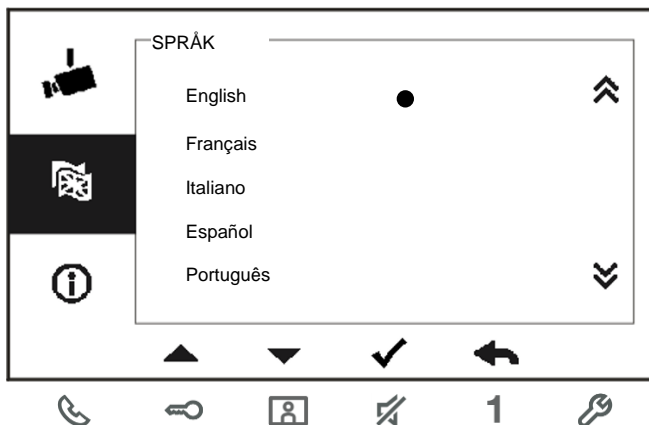 SPRÅK
English
Français
Italiano
Español
Português
1